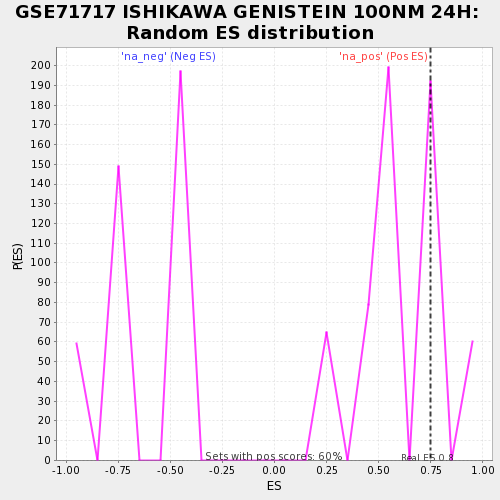 GSE71717 ISHIKAWA GENISTEIN 100NM 24H:
Random ES distribution
'na_neg' (Neg ES)
'na_pos' (Pos ES)
200
190
180
170
160
150
140
130
120
110
100
90
80
70
60
50
40
30
20
10
0
P(ES)
Sets with pos scores: 60%
Real ES 0.8
-1.00 -0.75 -0.50 -0.25 0.00 0.25 0.50 0.75 1.00
ES